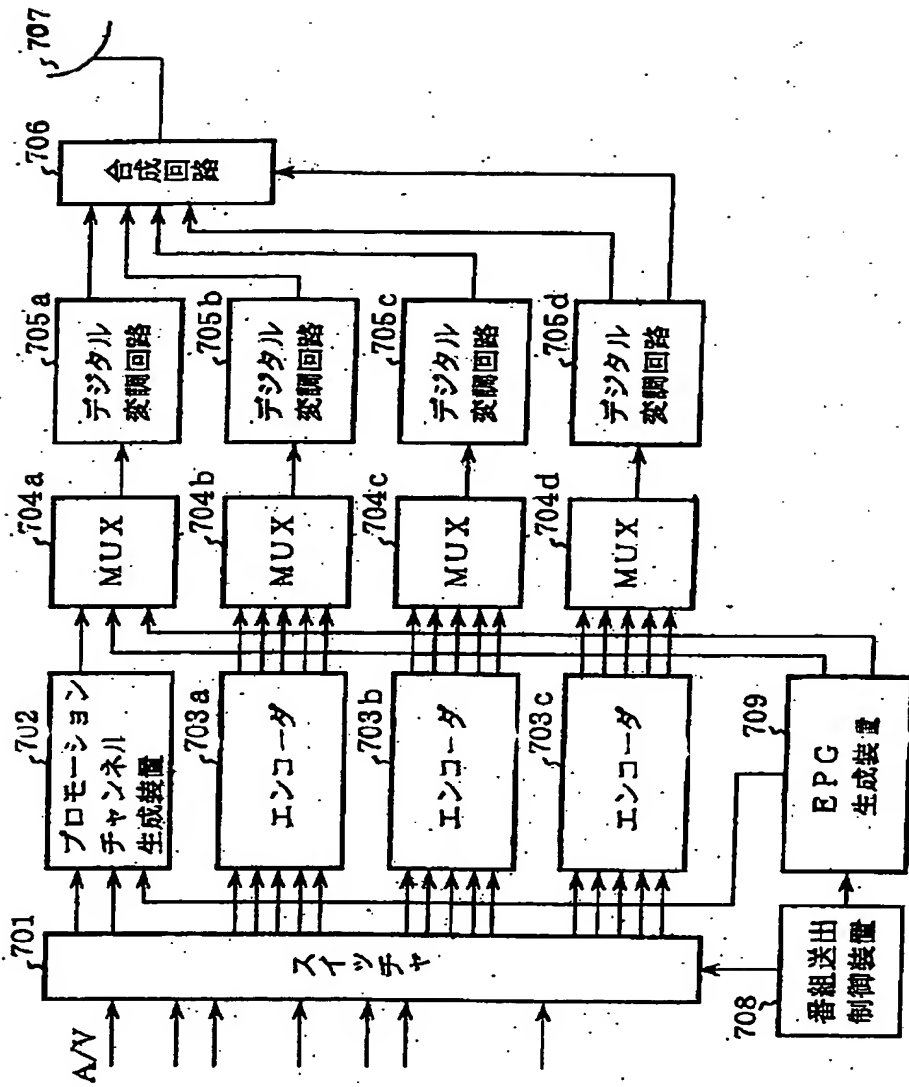 A/V
701
スイッチャ
702
プロモーション
チャンネル
生成装置
703a
エンコーダ
703b
エンコーダ
703c
エンコーダ
704a
MUX
704b
MUX
704c
MUX
704d
MUX
705a
デジタル
変調回路
705b
デジタル
変調回路
705c
デジタル
変調回路
705d
デジタル
変調回路
706
合成回路
707
708
番組送出
制御装置
709
EPG
生成装置